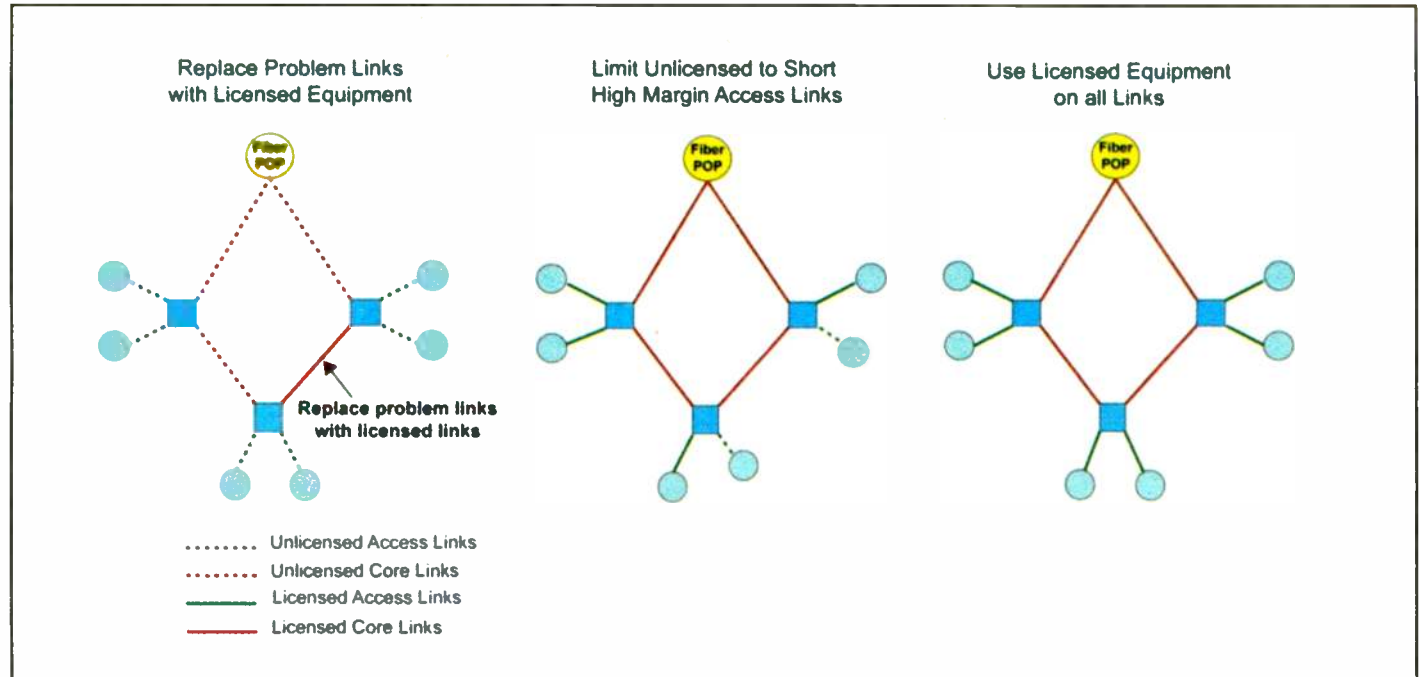 Replace Problem Links
with Licensed Equipment
Fiber
POP
Replace problem links
with licensed links
Limit Unlicensed to Short
High Margin Access Links
Fiber
POP
Use Licensed Equipment
on all Links
Fiber
POP
Unlicensed Access Links
Unlicensed Core Links
Licensed Access Links
Licensed Core Links